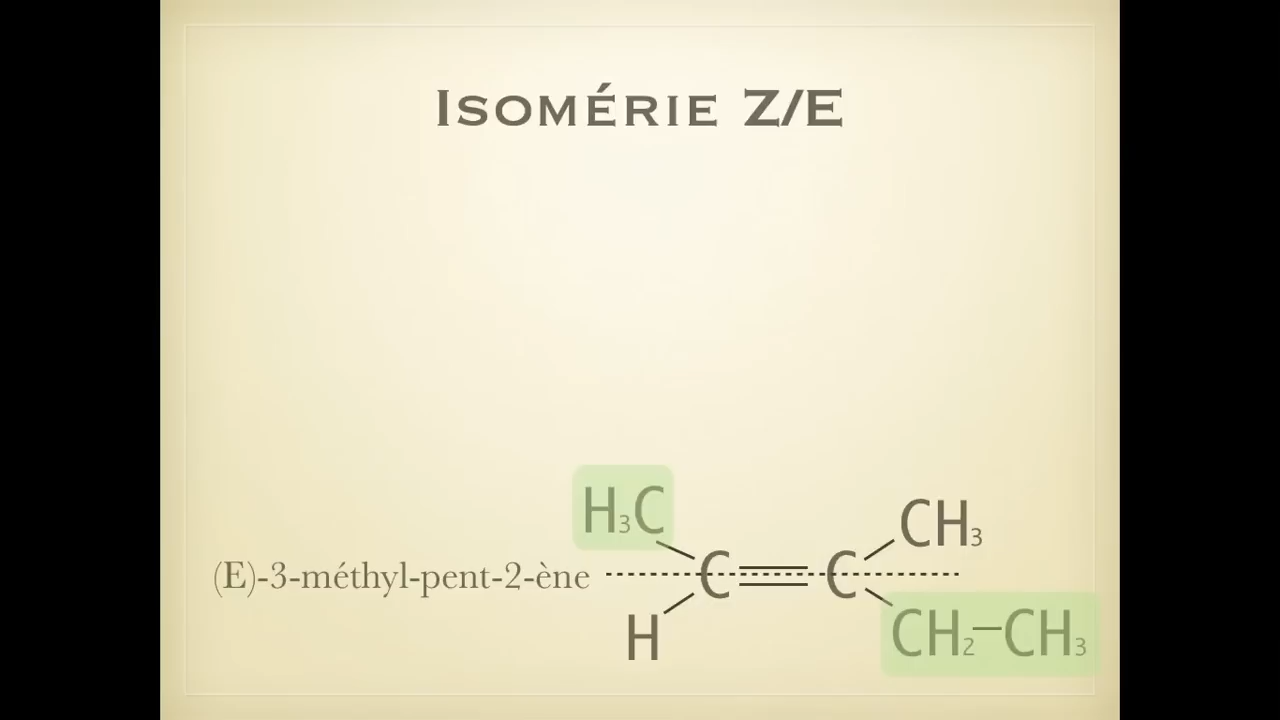 Isomérie Z/E
H₃C CH₃
(E)-3-méthyl-pent-2-ène C=C
H CH₂–CH₃